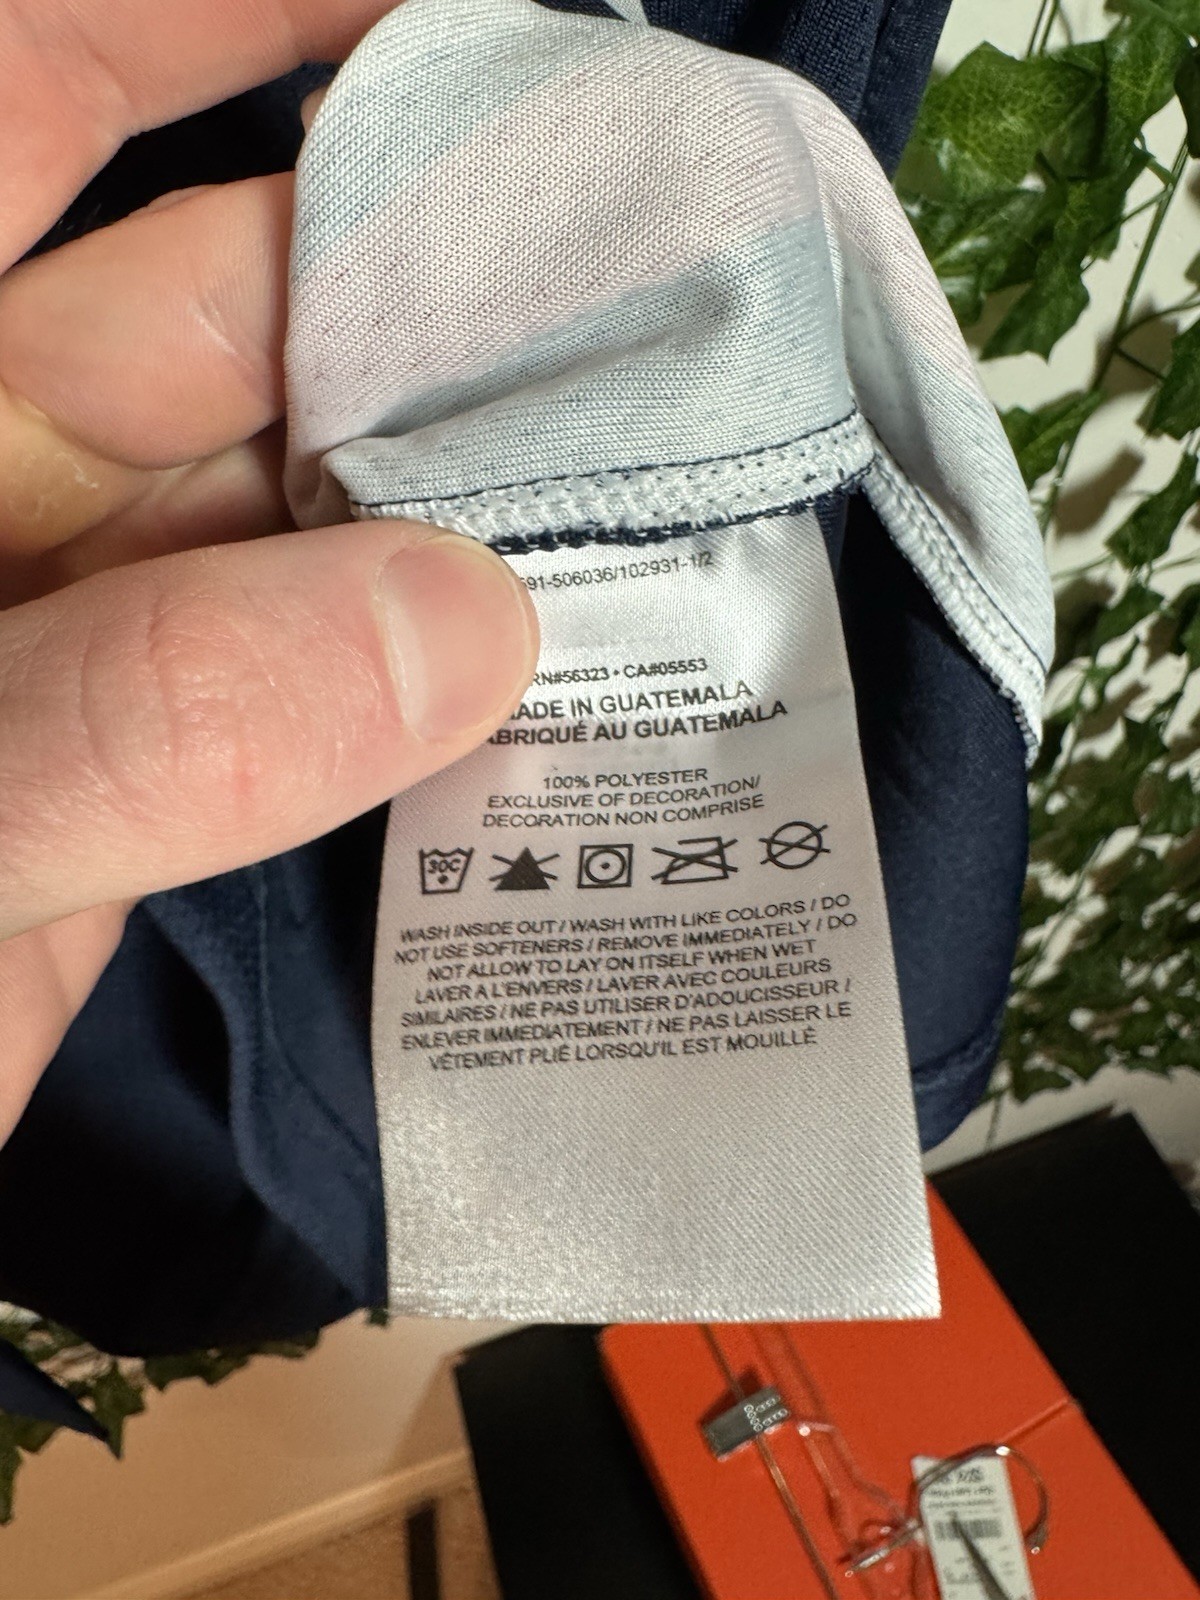 591-506036/102931-1/2
RN#56323 • CA#05553
ADE IN GUATEMALA
ABRIQUÉ AU GUATEMALA
100% POLYESTER
EXCLUSIVE OF DECORATION/
DECORATION NON COMPRISE
30C
WASH INSIDE OUT / WASH WITH LIKE COLORS / DO
NOT USE SOFTENERS / REMOVE IMMEDIATELY / DO
NOT ALLOW TO LAY ON ITSELF WHEN WET
LAVER A L'ENVERS / LAVER AVEC COULEURS
SIMILAIRES / NE PAS UTILISER D'ADOUCISSEUR /
ENLEVER IMMEDIATEMENT / NE PAS LAISSER LE
VÊTEMENT PLIÉ LORSQU'IL EST MOUILLÉ